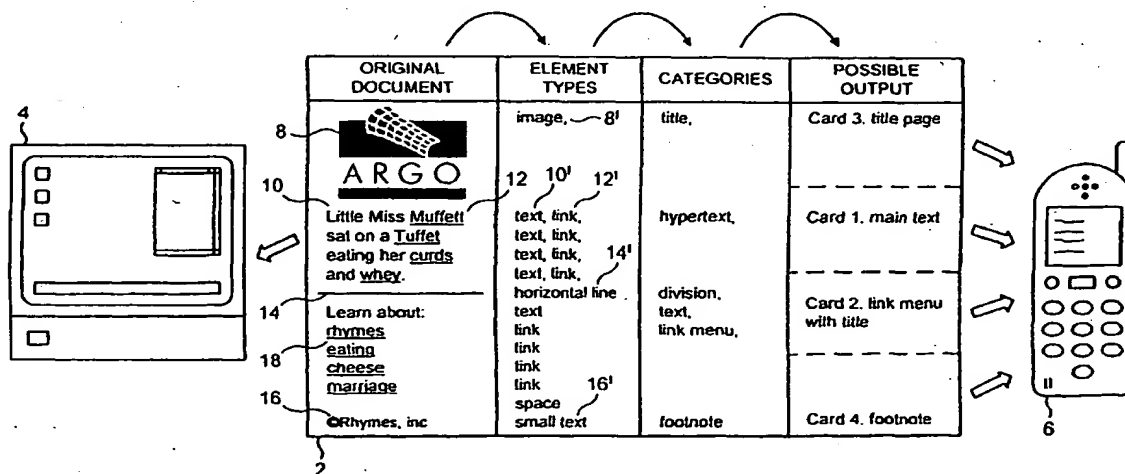 ORIGINAL DOCUMENT
ELEMENT TYPES
CATEGORIES
POSSIBLE OUTPUT
4
8
ARGO
image, 8'
title,
Card 3. title page
10
12
10'
12'
Little Miss Muffett
sat on a Tuffet
eating her curds
and whey.
text, link,
text, link,
text, link,
text, link,
14'
horizontal line
hypertext,
division,
Card 1. main text
14
Learn about:
text
text,
Card 2. link menu
with title
18
rhymes
eating
cheese
marriage
link
link
link
link
link menu,
space
16'
16
©Rhymes, inc
small text
footnote
Card 4. footnote
2
6